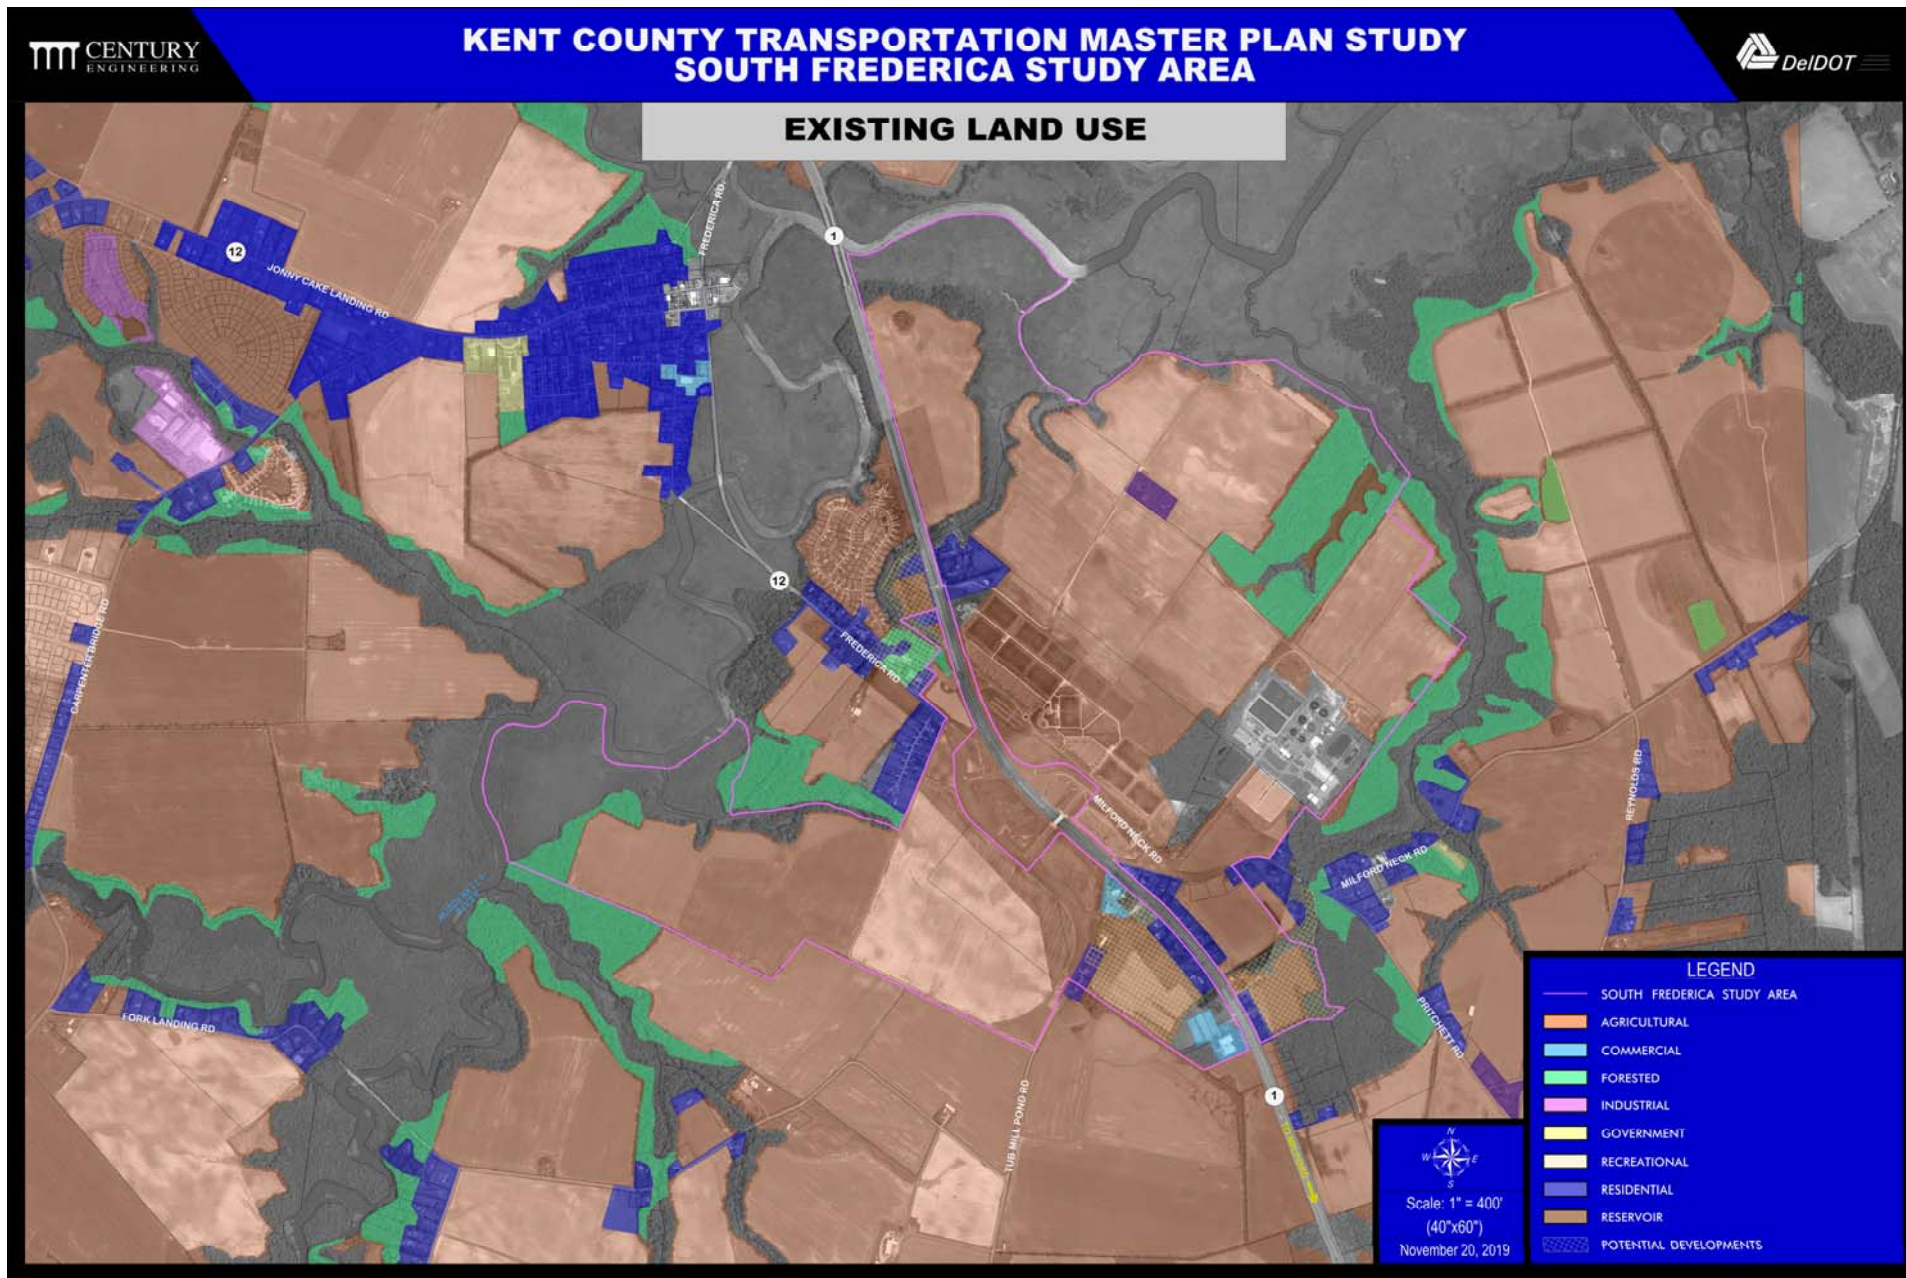 CENTURY
ENGINEERING
KENT COUNTY TRANSPORTATION MASTER PLAN STUDY
SOUTH FREDERICA STUDY AREA
DelDOT
EXISTING LAND USE
FREDERICA RD
1
12
JONNY CAKE LANDING RD
12
FREDERICA RD
CARPENTER BRIDGE RD
MILFORD NECK RD
REYNOLDS RD
MILFORD NECK RD
FORK LANDING RD
PRITCHETT RD
TUB MILL POND RD
1
LEGEND
SOUTH FREDERICA STUDY AREA
AGRICULTURAL
COMMERCIAL
FORESTED
INDUSTRIAL
GOVERNMENT
RECREATIONAL
RESIDENTIAL
RESERVOIR
POTENTIAL DEVELOPMENTS
N
W E
S
Scale: 1" = 400'
(40"x60")
November 20, 2019